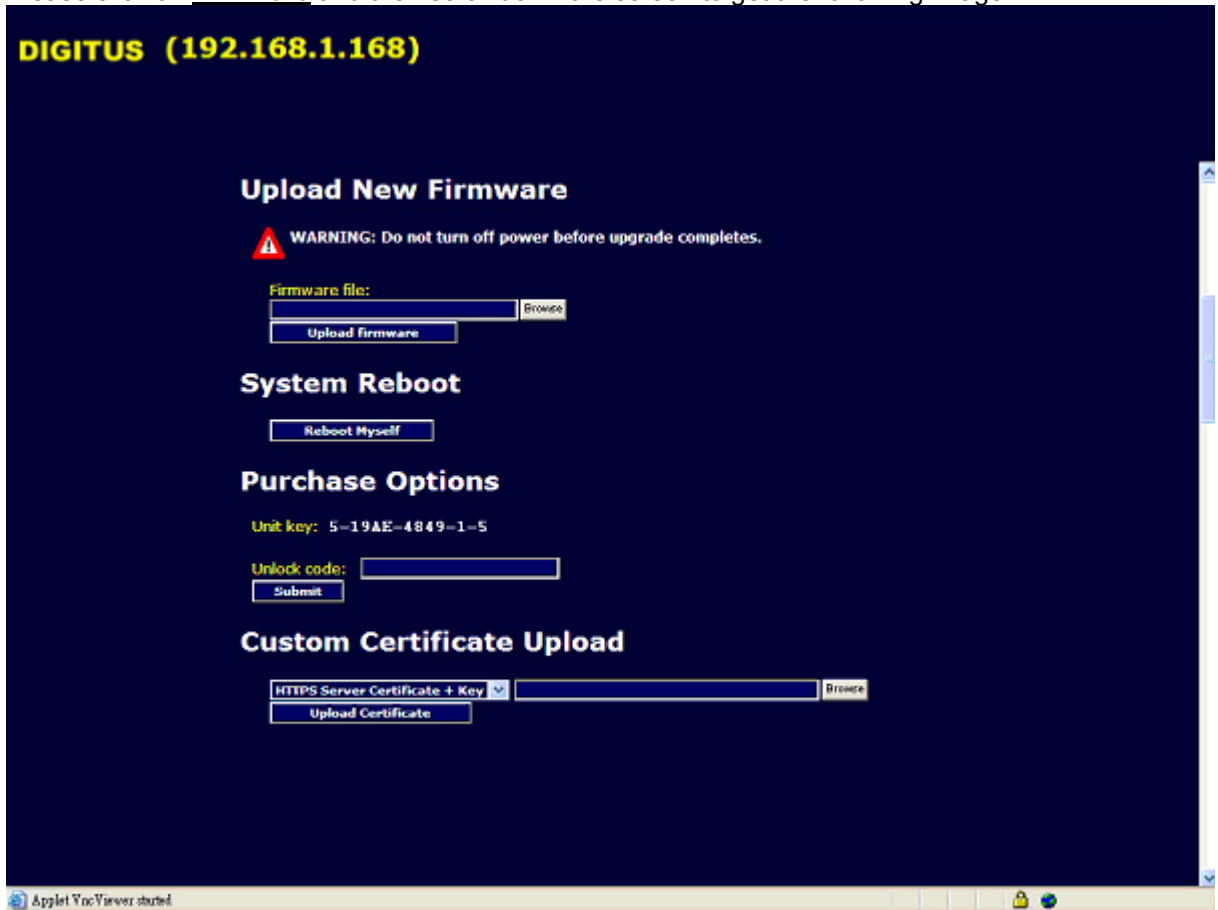 DIGITUS (192.168.1.168)
Upload New Firmware
WARNING: Do not turn off power before upgrade completes.
Firmware file:
Browse
Upload firmware
System Reboot
Reboot Myself
Purchase Options
Unit key: 5-19AE-4849-1-5
Unlock code:
Submit
Custom Certificate Upload
HTTPS Server Certificate + Key Browse
Upload Certificate
Applet VncViewer started